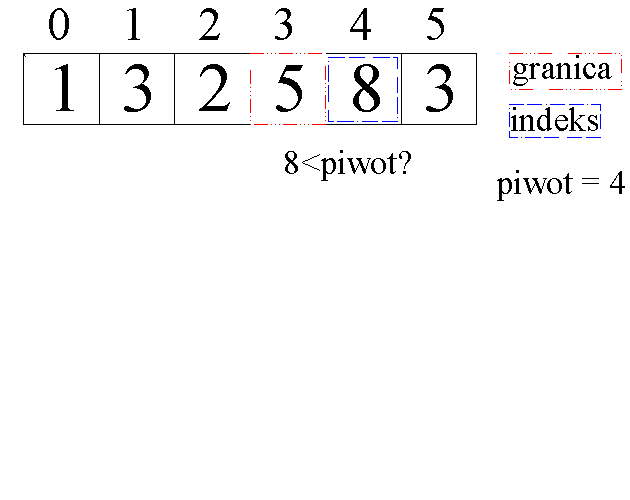 0 1 2 3 4 5
1 3 2 5 8 3
granica
indeks
8<piwot?
piwot = 4